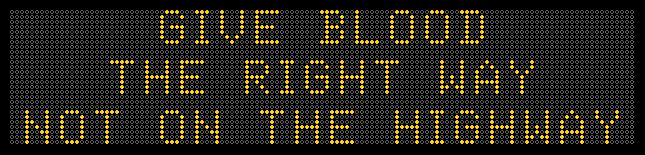 GIVE BLOOD
THE RIGHT WAY
NOT ON THE HIGHWAY